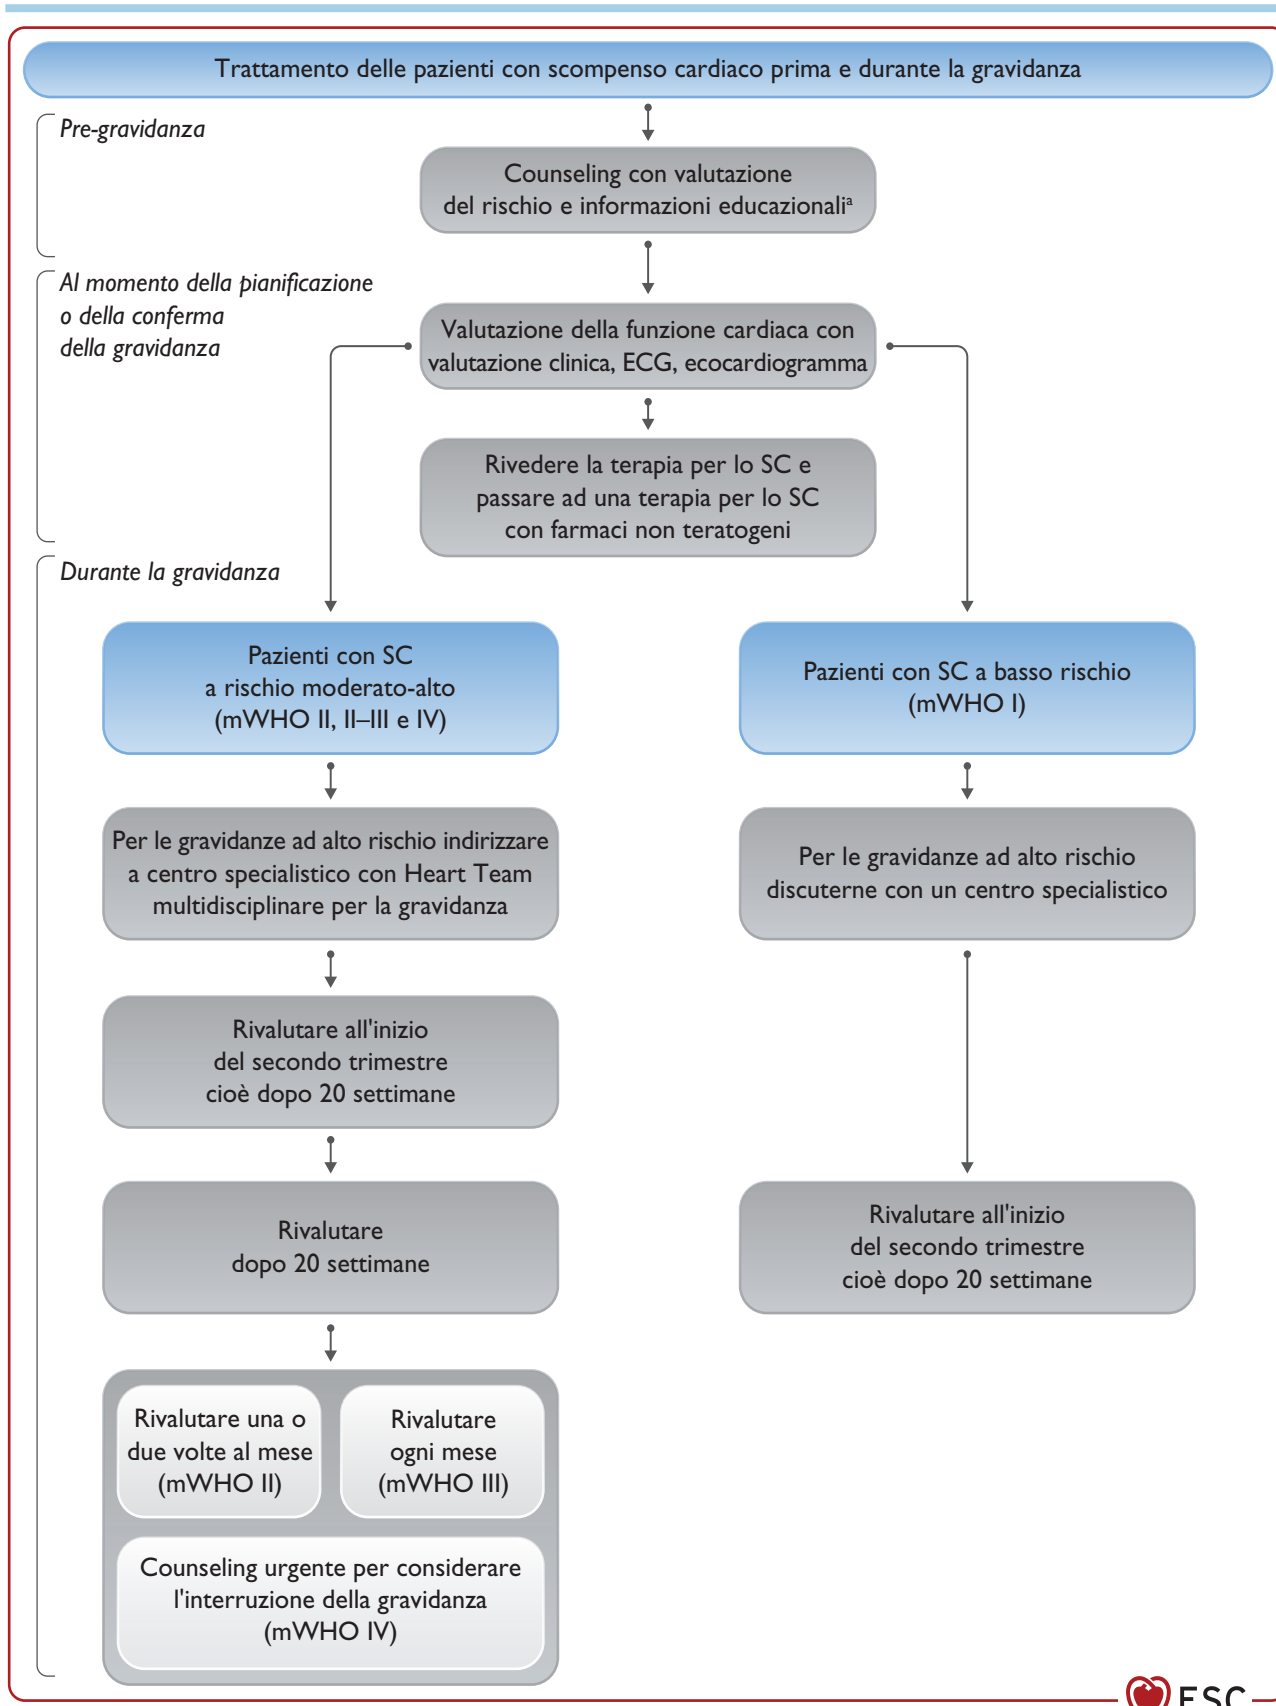 Trattamento delle pazienti con scompenso cardiaco prima e durante la gravidanza
Pre-gravidanza
Counseling con valutazione
del rischio e informazioni educazionaliª
Al momento della pianificazione
o della conferma
della gravidanza
Valutazione della funzione cardiaca con
valutazione clinica, ECG, ecocardiogramma
Rivedere la terapia per lo SC e
passare ad una terapia per lo SC
con farmaci non teratogeni
Durante la gravidanza
Pazienti con SC
a rischio moderato-alto
(mWHO II, II–III e IV)
Pazienti con SC a basso rischio
(mWHO I)
Per le gravidanze ad alto rischio indirizzare
a centro specialistico con Heart Team
multidisciplinare per la gravidanza
Per le gravidanze ad alto rischio
discuterne con un centro specialistico
Rivalutare all'inizio
del secondo trimestre
cioè dopo 20 settimane
Rivalutare
dopo 20 settimane
Rivalutare all'inizio
del secondo trimestre
cioè dopo 20 settimane
Rivalutare una o
due volte al mese
(mWHO II)
Rivalutare
ogni mese
(mWHO III)
Counseling urgente per considerare
l'interruzione della gravidanza
(mWHO IV)
ESC